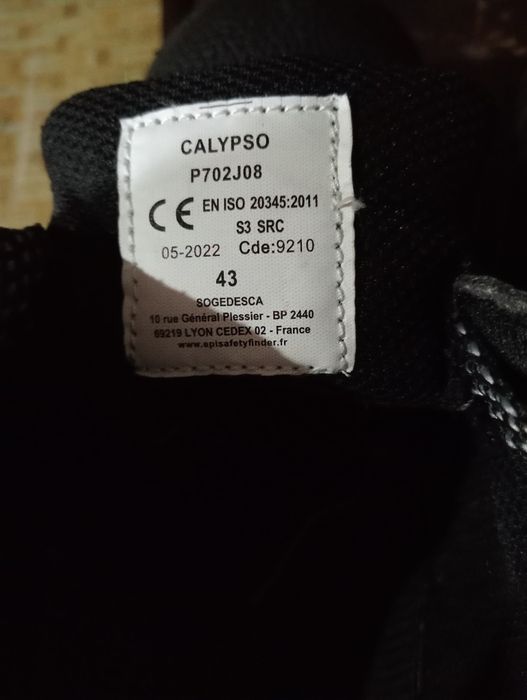 CALYPSO
P702J08
CE EN ISO 20345:2011
S3 SRC
05-2022 Cde:9210
43
SOGEDESCA
10 rue Général Plessier - BP 2440
69219 LYON CEDEX 02 - France
www.episafetyfinder.fr